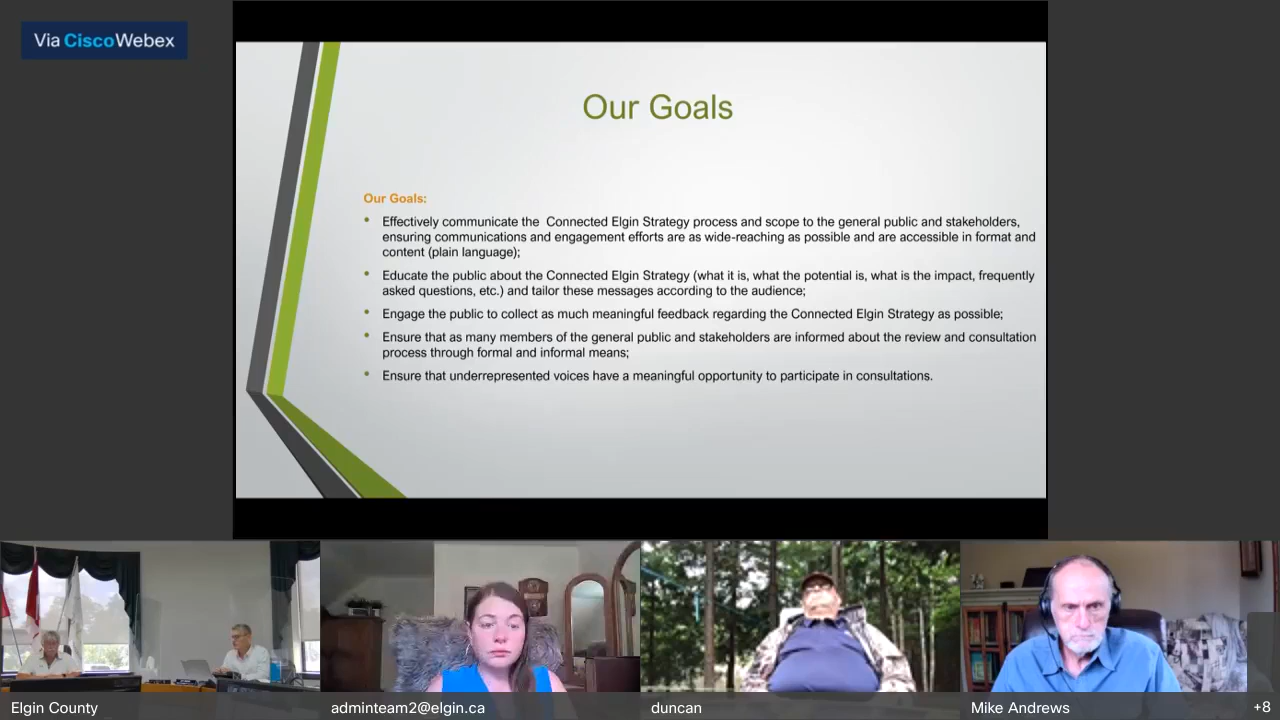 Via Cisco Webex
Our Goals
Our Goals:
• Effectively communicate the Connected Elgin Strategy process and scope to the general public and stakeholders,
ensuring communications and engagement efforts are as wide-reaching as possible and are accessible in format and
content (plain language);
• Educate the public about the Connected Elgin Strategy (what it is, what the potential is, what is the impact, frequently
asked questions, etc.) and tailor these messages according to the audience;
• Engage the public to collect as much meaningful feedback regarding the Connected Elgin Strategy as possible;
• Ensure that as many members of the general public and stakeholders are informed about the review and consultation
process through formal and informal means;
• Ensure that underrepresented voices have a meaningful opportunity to participate in consultations.
Elgin County
adminteam2@elgin.ca
duncan
Mike Andrews
+8